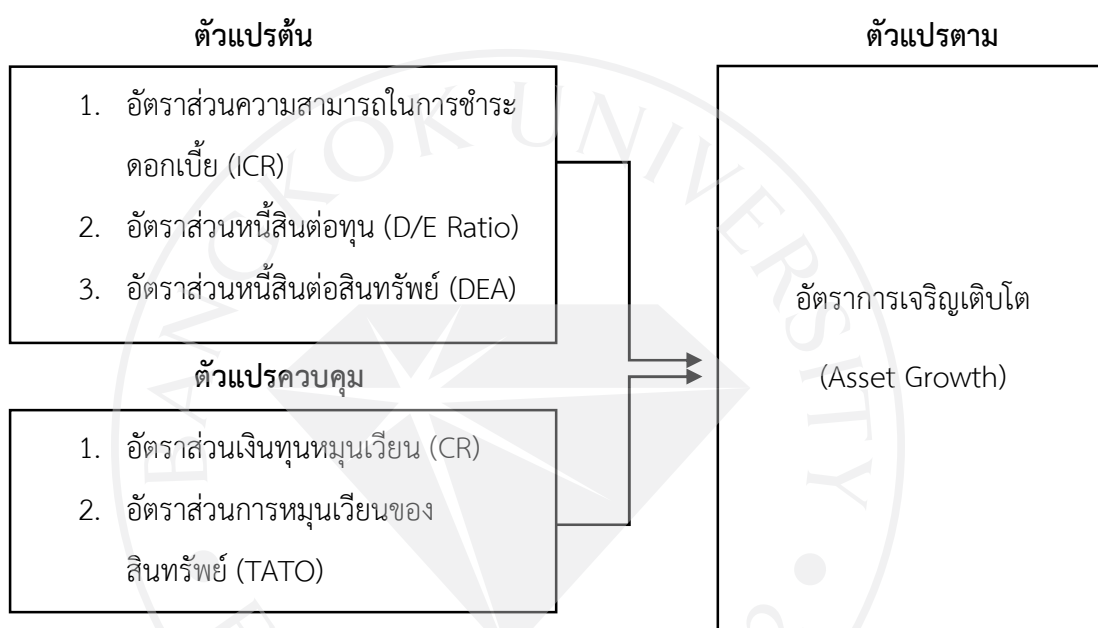 ตัวแปรต้น
1. อัตราส่วนความสามารถในการชำระ
ดอกเบี้ย (ICR)
2. อัตราส่วนหนี้สินต่อทุน (D/E Ratio)
3. อัตราส่วนหนี้สินต่อสินทรัพย์ (DEA)
ตัวแปรควบคุม
1. อัตราส่วนเงินทุนหมุนเวียน (CR)
2. อัตราส่วนการหมุนเวียนของ
สินทรัพย์ (TATO)
ตัวแปรตาม
อัตราการเจริญเติบโต
(Asset Growth)
BANGKOK UNIVERSITY